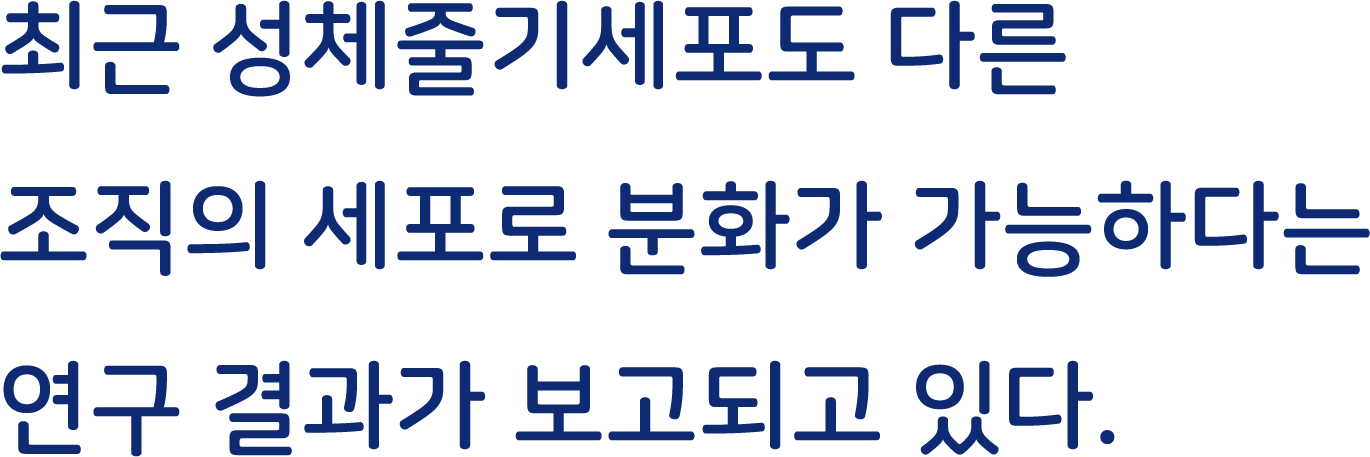 최근 성체줄기세포도 다른
조직의 세포로 분화가 가능하다는
연구 결과가 보고되고 있다.